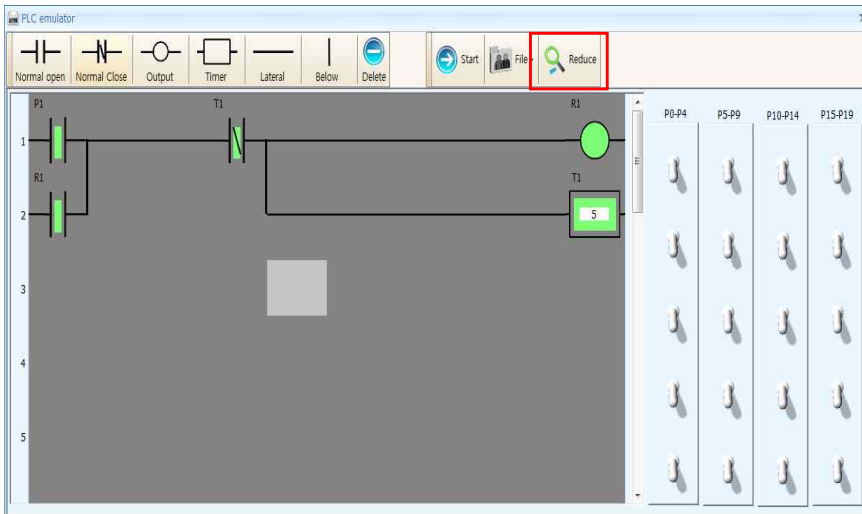 PLC emulator
Normal open Normal Close Output Timer Lateral Below Delete Start File Reduce
P1 T1 R1 P0-P4 P5-P9 P10-P14 P15-P19
1
R1 T1
2 5
3
4
5